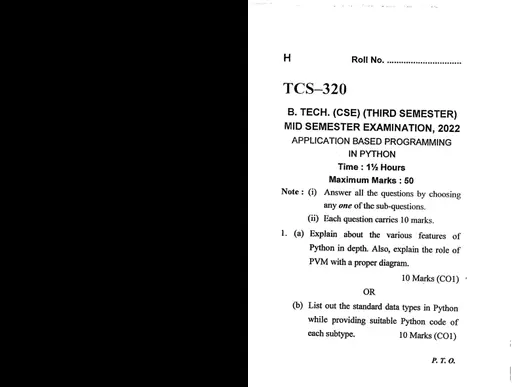 H Roll No. ...............................
TCS–320
B. TECH. (CSE) (THIRD SEMESTER)
MID SEMESTER EXAMINATION, 2022
APPLICATION BASED PROGRAMMING
IN PYTHON
Time : 1½ Hours
Maximum Marks : 50
Note : (i) Answer all the questions by choosing
any one of the sub-questions.
(ii) Each question carries 10 marks.
1. (a) Explain about the various features of
Python in depth. Also, explain the role of
PVM with a proper diagram.
10 Marks (CO1)
OR
(b) List out the standard data types in Python
while providing suitable Python code of
each subtype. 10 Marks (CO1)
P. T. O.